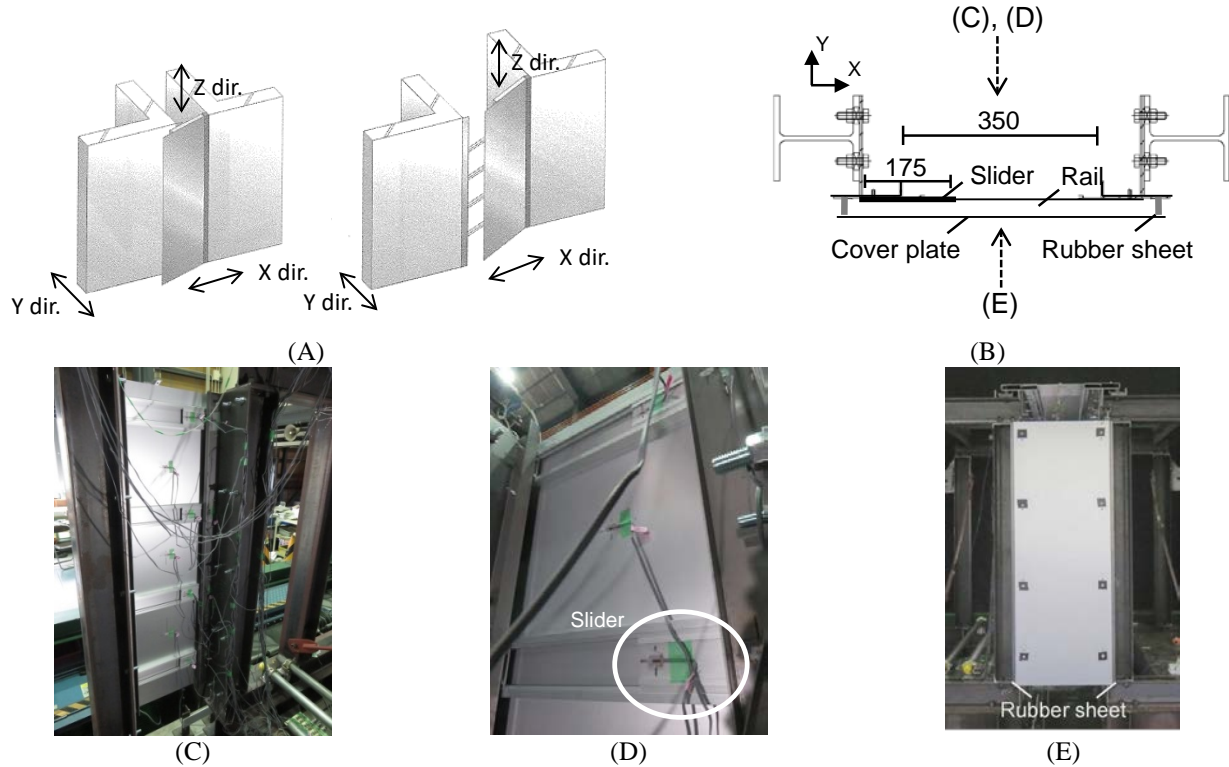 Z dir.
X dir.
Y dir.
(A)
Z dir.
X dir.
Y dir.
(C), (D)
Y
X
350
175
Slider
Rail
Cover plate
Rubber sheet
(E)
(B)
(C)
Slider
(D)
Rubber sheet
(E)